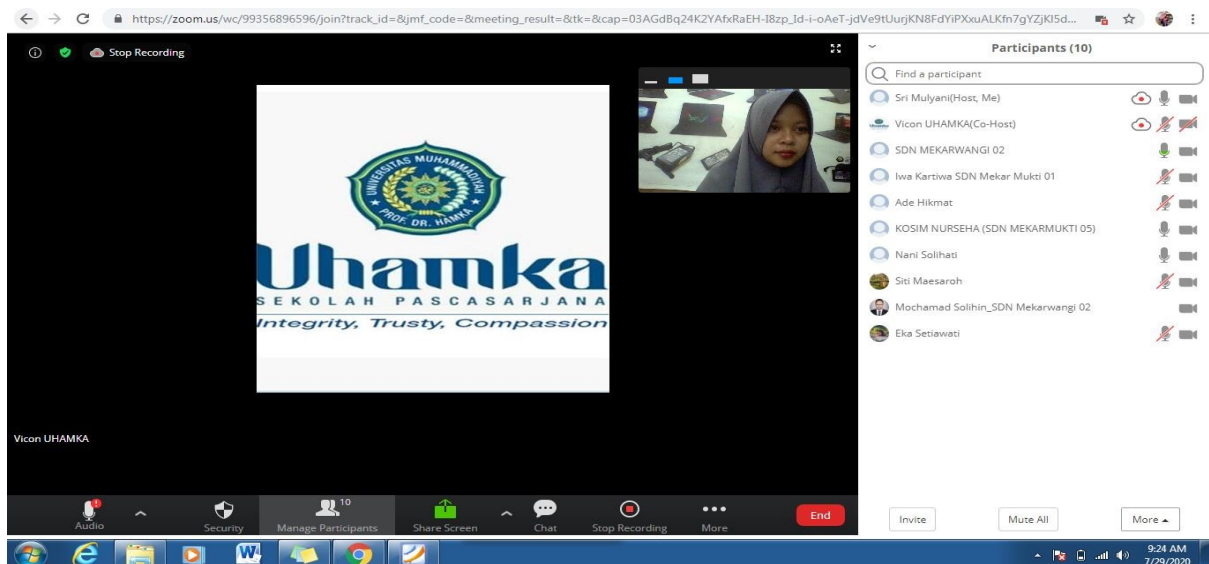 https://zoom.us/wc/99356896596/join?track_id=&jmf_code=&meeting_result=&tk=&cap=03AGdBq24K2YAfxRaEH-I8zp_Id-i-oAeT-jdVe9tUurjKN8FdYiPXxuALKfn7gYZjKI5d...
Stop Recording
UNIVERSITAS MUHAMMADIYAH
PROF. DR. HAMKA
Uhamka
SEKOLAH PASCASARJANA
Integrity, Trusty, Compassion
Vicon UHAMKA
Participants (10)
Find a participant
Sri Mulyani(Host, Me)
Vicon UHAMKA(Co-Host)
SDN MEKARWANGI 02
Iwa Kartiwa SDN Mekar Mukti 01
Ade Hikmat
KOSIM NURSEHA (SDN MEKARMUKTI 05)
Nani Solihati
Siti Maesaroh
Mochamad Solihin_SDN Mekarwangi 02
Eka Setiawati
Audio
Security
10
Manage Participants
Share Screen
Chat
Stop Recording
More
End
Invite
Mute All
More
9:24 AM
7/29/2020